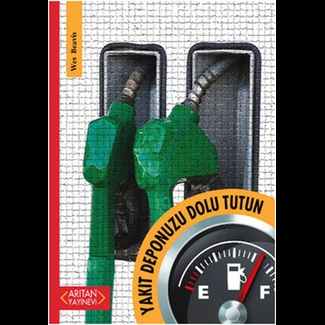 Wes Beavis
YAKIT DEPONUZU DOLU TUTUN
E F
ARITAN
YAYINEVİ